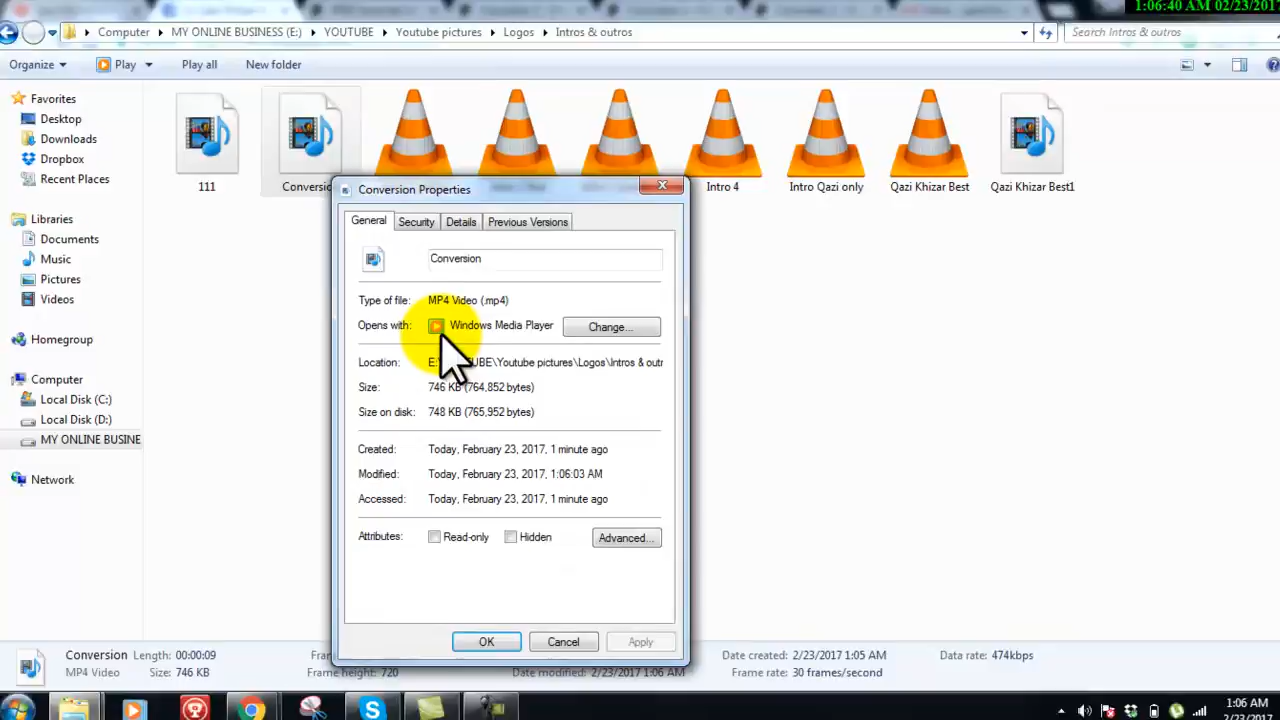 1:06:40 AM 02/23/2017
Computer MY ONLINE BUSINESS (E:) YOUTUBE Youtube pictures Logos Intros & outros
Search Intros & outros
Organize Play Play all New folder
Favorites
Desktop
Downloads
Dropbox
Recent Places
Libraries
Documents
Music
Pictures
Videos
Homegroup
Computer
Local Disk (C:)
Local Disk (D:)
MY ONLINE BUSINE
Network
111
Intro 4
Intro Qazi only
Qazi Khizar Best
Qazi Khizar Best1
Conversion Properties
General Security Details Previous Versions
Conversion
Type of file: MP4 Video (.mp4)
Opens with: Windows Media Player Change...
Location: Youtube pictures\Logos\Intros & outr
Size: 746 KB (764,852 bytes)
Size on disk: 748 KB (765,952 bytes)
Created: Today, February 23, 2017, 1 minute ago
Modified: Today, February 23, 2017, 1:06:03 AM
Accessed: Today, February 23, 2017, 1 minute ago
Attributes: Read-only Hidden Advanced...
OK Cancel Apply
Conversion Length: 00:00:09 Date created: 2/23/2017 1:05 AM Data rate: 474kbps
MP4 Video Size: 746 KB Frame height: 720 Date modified: 2/23/2017 1:06 AM Frame rate: 30 frames/second
1:06 AM